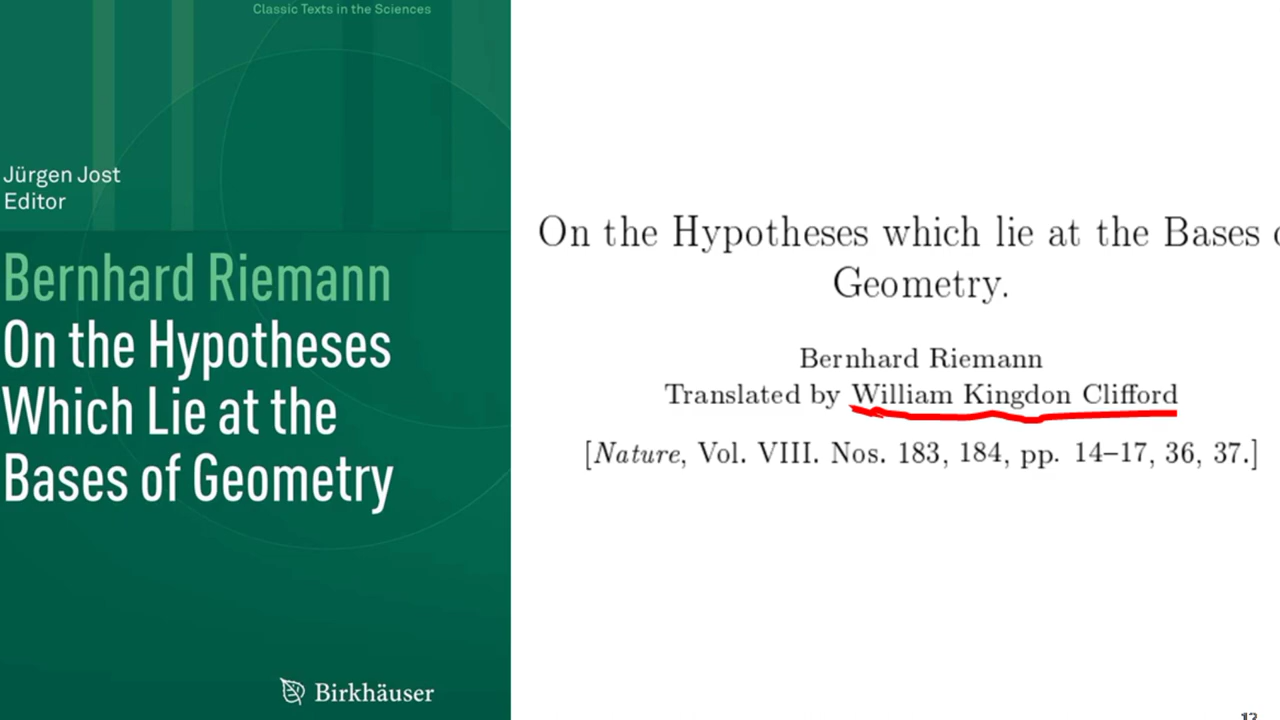 Classic Texts in the Sciences
Jürgen Jost
Editor
Bernhard Riemann
On the Hypotheses
Which Lie at the
Bases of Geometry
Birkhäuser
On the Hypotheses which lie at the Bases
Geometry.
Bernhard Riemann
Translated by William Kingdon Clifford
[Nature, Vol. VIII. Nos. 183, 184, pp. 14–17, 36, 37.]